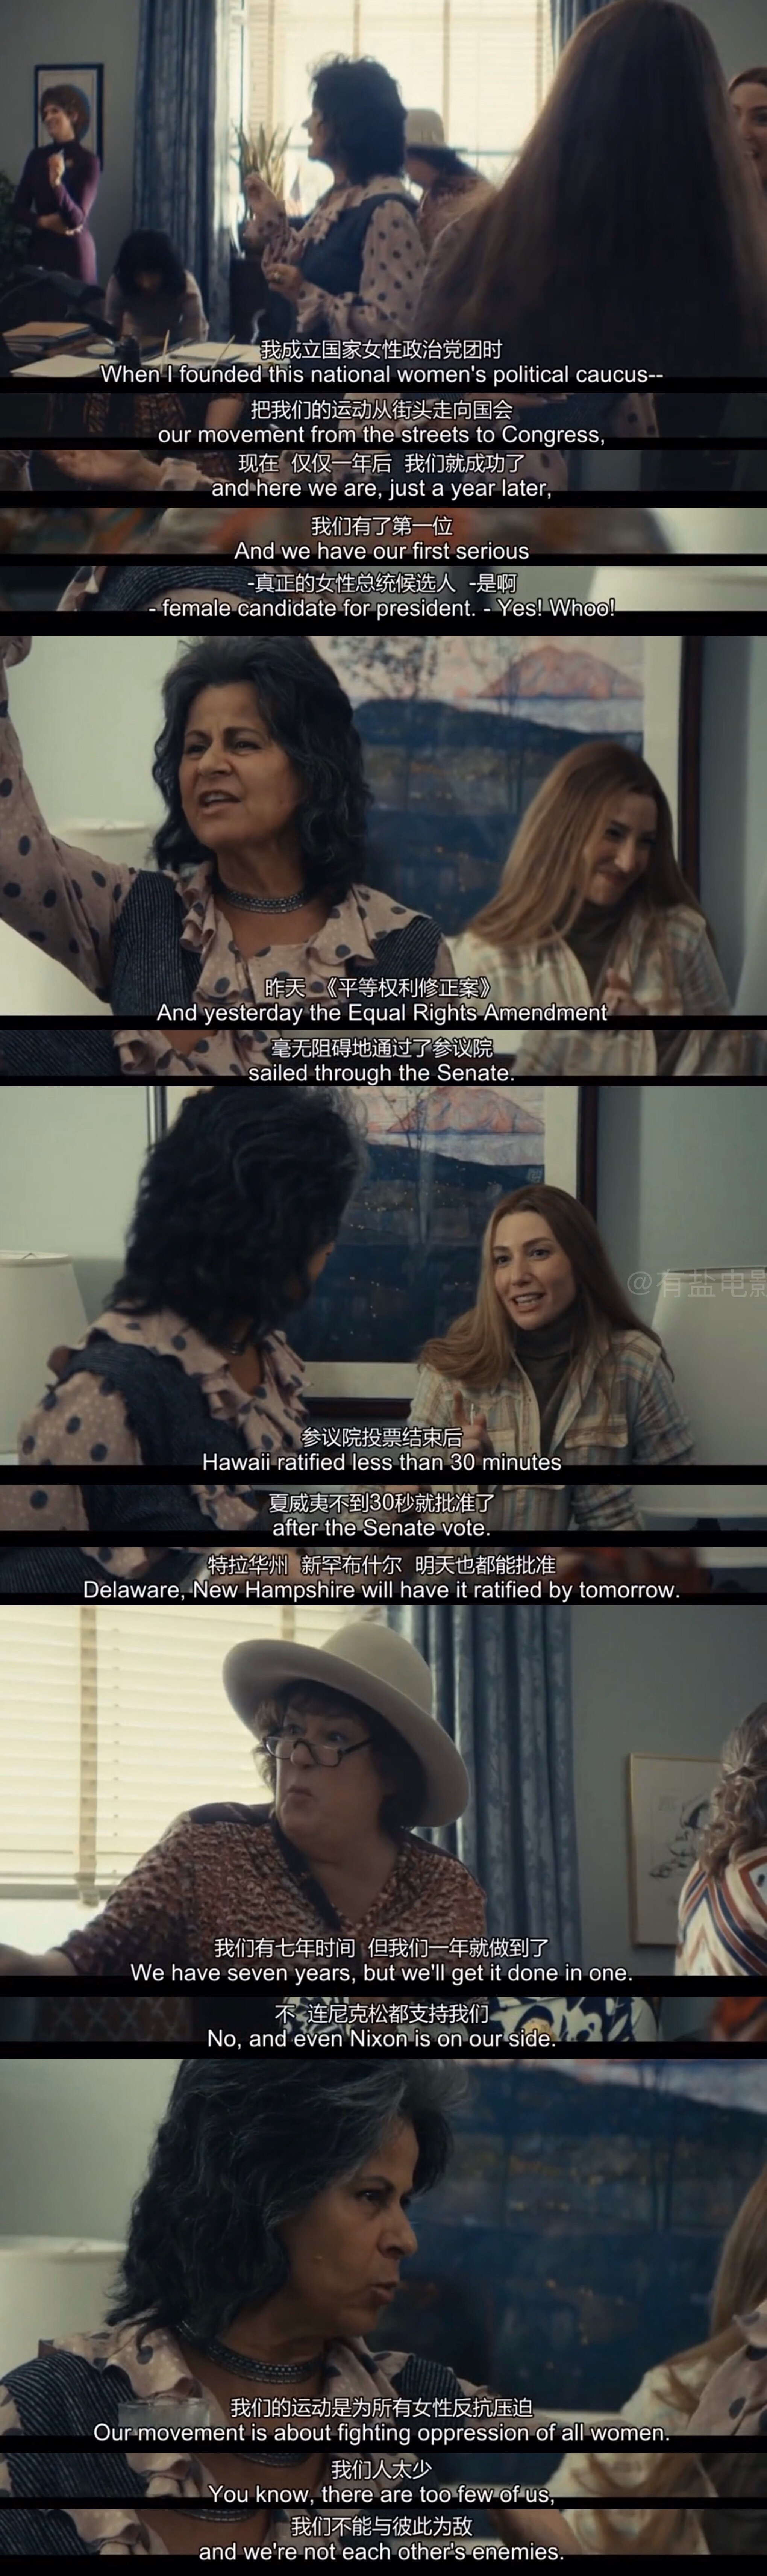 我成立国家女性政治党团时
When I founded this national women's political caucus--
把我们的运动从街头走向国会
our movement from the streets to Congress,
现在 仅仅一年后 我们就成功了
and here we are, just a year later,
我们有了第一位
And we have our first serious
-真正的女性总统候选人 -是啊
- female candidate for president. - Yes! Whoo!
昨天 《平等权利修正案》
And yesterday the Equal Rights Amendment
毫无阻碍地通过了参议院
sailed through the Senate.
@有盐电影
参议院投票结束后
Hawaii ratified less than 30 minutes
夏威夷不到30秒就批准了
after the Senate vote.
特拉华州 新罕布什尔 明天也都能批准
Delaware, New Hampshire will have it ratified by tomorrow.
我们有七年时间 但我们一年就做到了
We have seven years, but we'll get it done in one.
不 连尼克松都支持我们
No, and even Nixon is on our side.
我们的运动是为所有女性反抗压迫
Our movement is about fighting oppression of all women.
我们人太少
You know, there are too few of us,
我们不能与彼此为敌
and we're not each other's enemies.